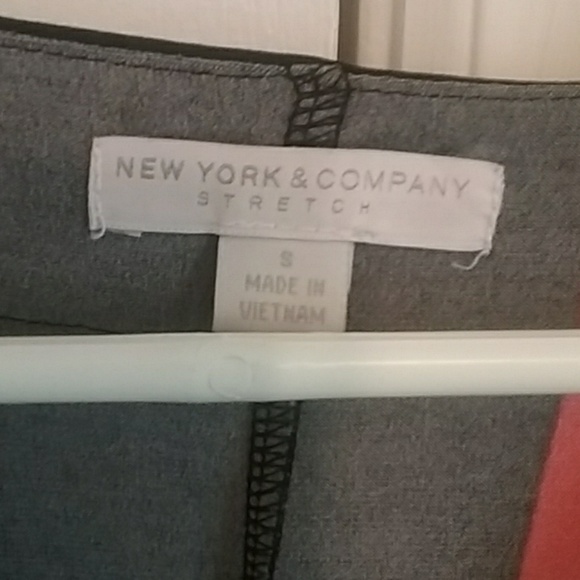 NEW YORK & COMPANY
STRETCH
S
MADE IN
VIETNAM